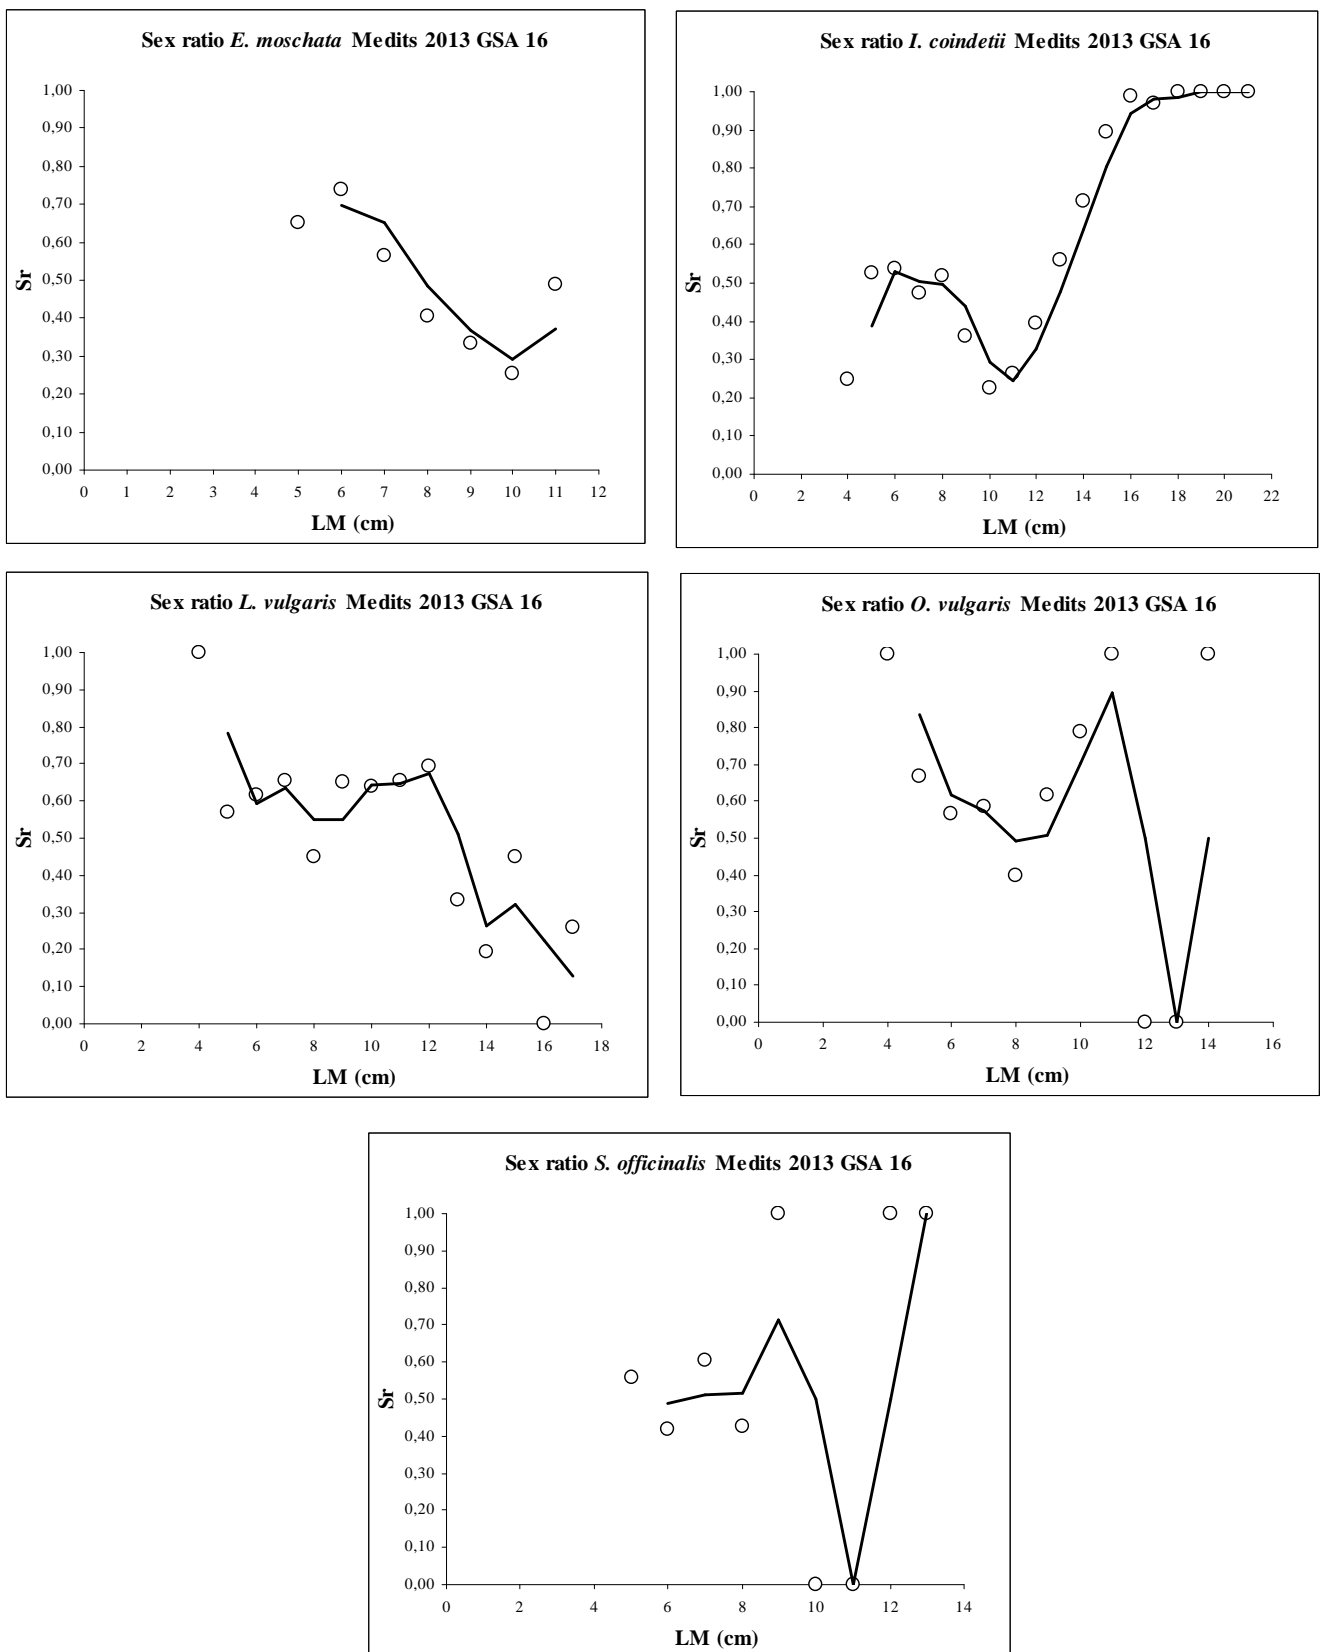 Sex ratio E. moschata Medits 2013 GSA 16
1,00
0,90
0,80
0,70
0,60
0,50
0,40
0,30
0,20
0,10
0,00
Sr
0 1 2 3 4 5 6 7 8 9 10 11 12
LM (cm)
Sex ratio I. coindetii Medits 2013 GSA 16
1,00
0,90
0,80
0,70
0,60
0,50
0,40
0,30
0,20
0,10
0,00
Sr
0 2 4 6 8 10 12 14 16 18 20 22
LM (cm)
Sex ratio L. vulgaris Medits 2013 GSA 16
1,00
0,90
0,80
0,70
0,60
0,50
0,40
0,30
0,20
0,10
0,00
Sr
0 2 4 6 8 10 12 14 16 18
LM (cm)
Sex ratio O. vulgaris Medits 2013 GSA 16
1,00
0,90
0,80
0,70
0,60
0,50
0,40
0,30
0,20
0,10
0,00
Sr
0 2 4 6 8 10 12 14 16
LM (cm)
Sex ratio S. officinalis Medits 2013 GSA 16
1,00
0,90
0,80
0,70
0,60
0,50
0,40
0,30
0,20
0,10
0,00
Sr
0 2 4 6 8 10 12 14
LM (cm)